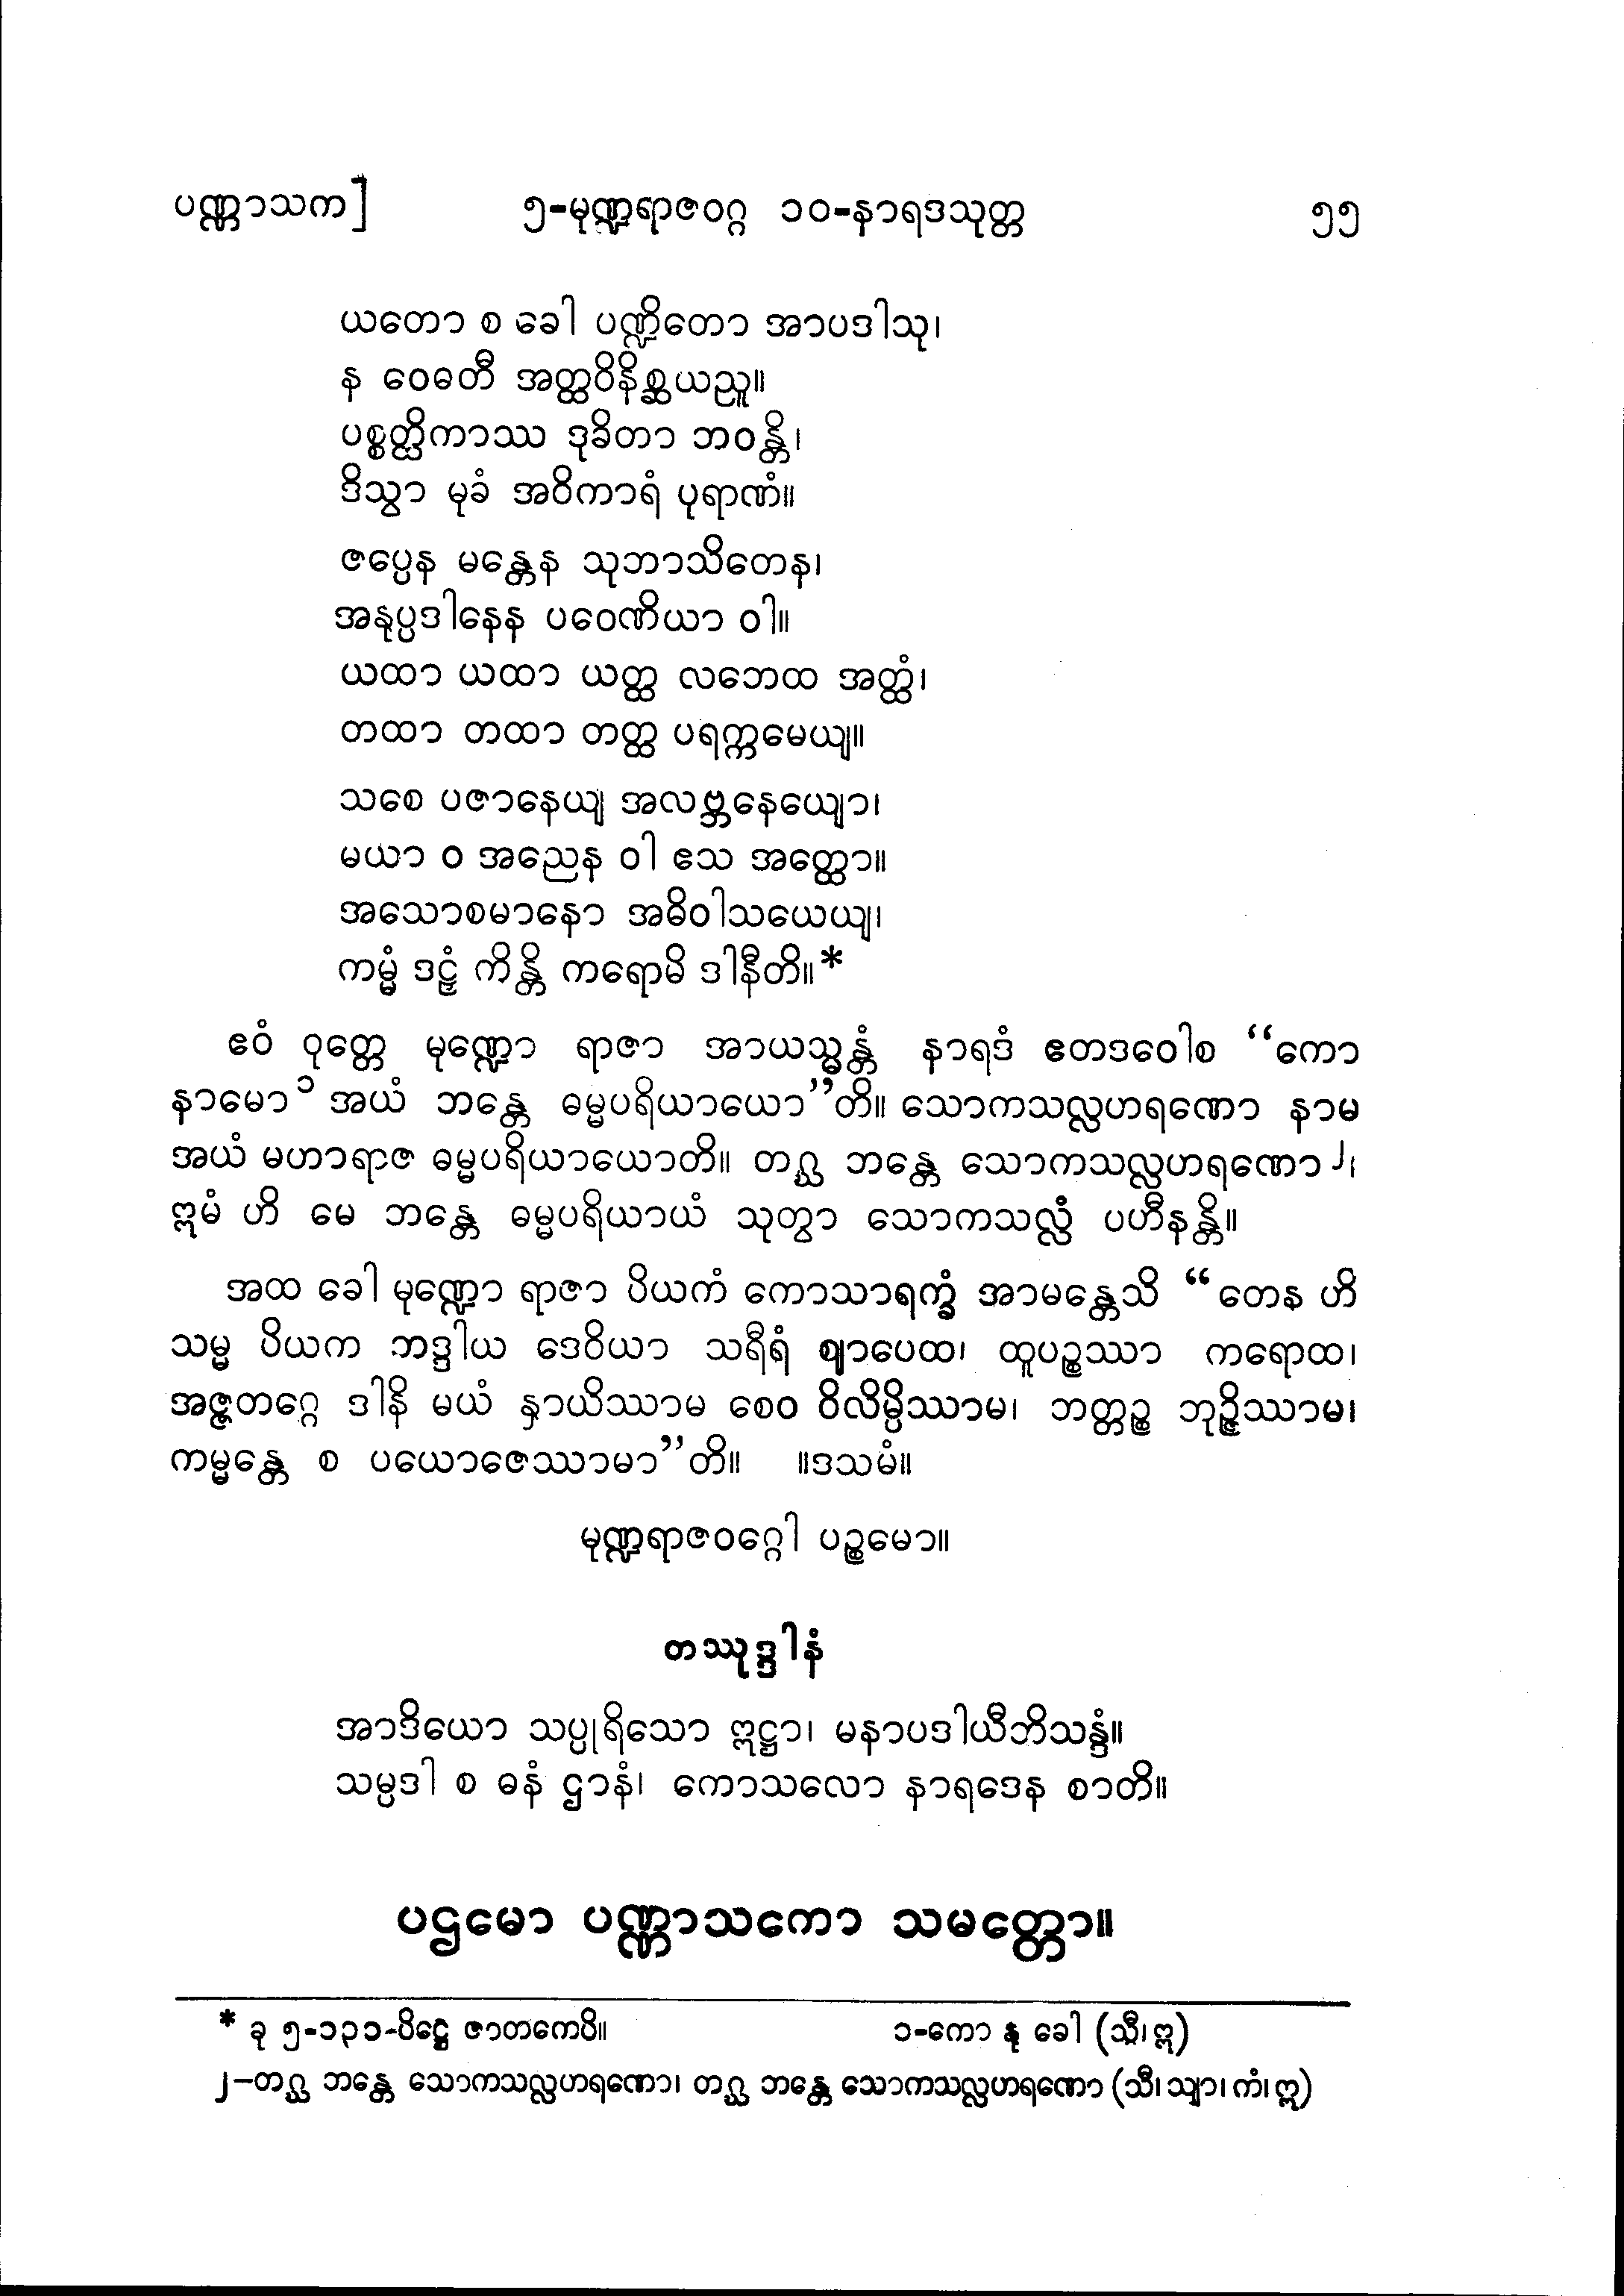 ပဏ္ဏာသက]	၅-မုဏ္ဍရာဇဝဂ္ဂ ၁၀-နာရဒသုတ္တ	၅၅
ယတော စ ခေါ ပဏ္ဍိတော အာပဒါသု၊
န ဝေဓတီ အတ္ထဝိနိစ္ဆယညူ။
ပစ္စတ္ထိကာဿ ဒုခိတာ ဘဝန္တိ၊
ဒိသွာ မုခံ အဝိကာရံ ပုရာဏံ။
ဇပ္ပေန မန္တေန သုဘာသိတေန၊
အနုပ္ပဒါနေန ပဝေဏိယာ ဝါ။
ယထာ ယထာ ယတ္ထ လဘေထ အတ္ထံ၊
တထာ တထာ တတ္ထ ပရက္ကမေယျ။
သစေ ပဇာနေယျ အလဗ္ဘနေယျော၊
မယာ ဝ အညေန ဝါ ဧသ အတ္ထော။
အသောစမာနော အဓိဝါသယေယျ၊
ကမ္မံ ဒဠှံ ကိန္တိ ကရောမိ ဒါနီတိ။*
ဧဝံ ဝုတ္တေ မုဏ္ဍော ရာဇာ အာယသ္မန္တံ နာရဒံ ဧတဒဝေါစ “ကော
နာမော ၁ အယံ ဘန္တေ ဓမ္မပရိယာယော”တိ။ သောကသလ္လဟရဏော နာမ
အယံ မဟာရာဇ ဓမ္မပရိယာယောတိ။ တဂ္ဃ ဘန္တေ သောကသလ္လဟရဏော ၂၊
ဣမံ ဟိ မေ ဘန္တေ ဓမ္မပရိယာယံ သုတွာ သောကသလ္လံ ပဟီနန္တိ။
အထ ခေါ မုဏ္ဍော ရာဇာ ပိယကံ ကောသာရက္ခံ အာမန္တေသိ “တေန ဟိ
သမ္မ ပိယက ဘဒ္ဒါယ ဒေဝိယာ သရီရံ ဈာပေထ၊ ထူပဉ္စဿာ ကရောထ၊
အဇ္ဇတဂ္ဂေ ဒါနိ မယံ နှာယိဿာမ စေဝ ဝိလိမ္ပိဿာမ၊ ဘတ္တဉ္စ ဘုဉ္ဇိဿာမ၊
ကမ္မန္တေ စ ပယောဇေဿာမာ”တိ။ ။ဒသမံ။
မုဏ္ဍရာဇဝဂ္ဂေါ ပဉ္စမော။
တဿုဒ္ဒါနံ
အာဒိယော သပ္ပုရိသော ဣဋ္ဌာ၊ မနာပဒါယီဘိသန္ဒံ။
သမ္ပဒါ စ ဓနံ ဌာနံ၊ ကောသလော နာရဒေန စာတိ။
ပဌမော ပဏ္ဏာသကော သမတ္တော။
* ခု ၅-၁၃၁-ပိဋ္ဌေ ဇာတကေပိ။	၁-ကော နု ခေါ (သီ၊ ဣ)
၂-တဂ္ဃ ဘန္တေ သောကသလ္လဟရဏော၊ တဂ္ဃ ဘန္တေ သောကသလ္လဟရဏော (သီ၊ သျာ၊ ကံ၊ ဣ)